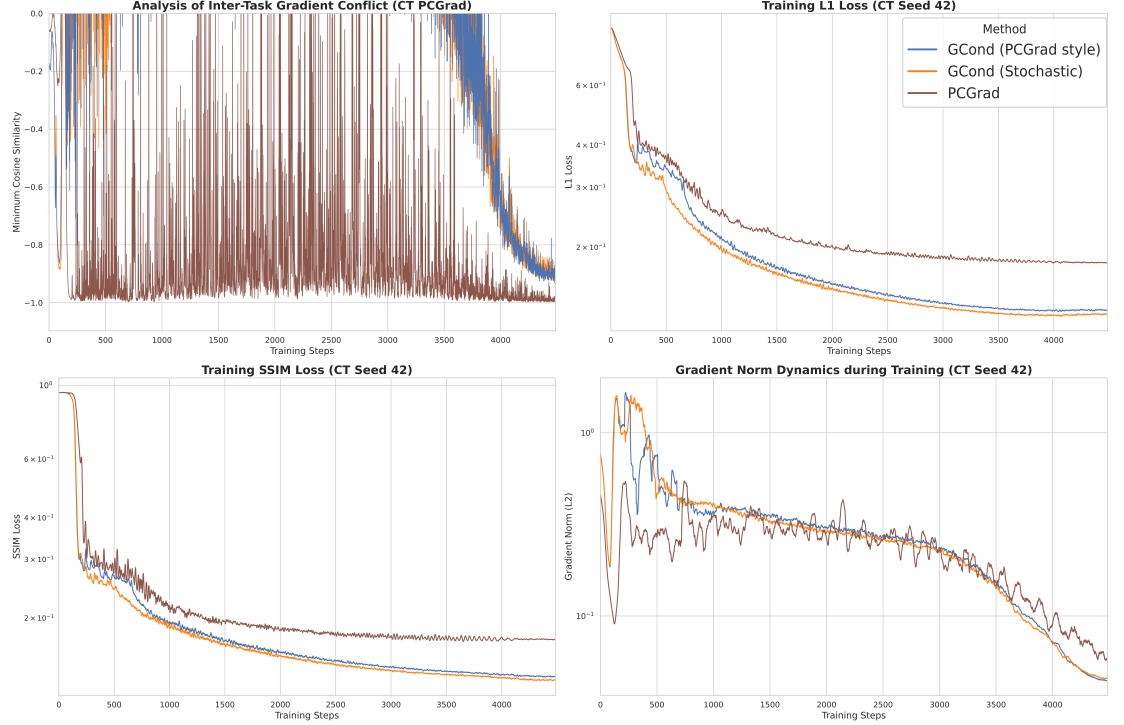 Analysis of Inter-Task Gradient Conflict (CT PCGrad)
Minimum Cosine Similarity
0.0
−0.2
−0.4
−0.6
−0.8
−1.0
0 500 1000 1500 2000 2500 3000 3500 4000
Training Steps
Training L1 Loss (CT Seed 42)
L1 Loss
6 × 10⁻¹
4 × 10⁻¹
3 × 10⁻¹
2 × 10⁻¹
Method
GCond (PCGrad style)
GCond (Stochastic)
PCGrad
0 500 1000 1500 2000 2500 3000 3500 4000
Training Steps
Training SSIM Loss (CT Seed 42)
SSIM Loss
10⁰
6 × 10⁻¹
4 × 10⁻¹
3 × 10⁻¹
2 × 10⁻¹
0 500 1000 1500 2000 2500 3000 3500 4000
Training Steps
Gradient Norm Dynamics during Training (CT Seed 42)
Gradient Norm (L2)
10⁰
10⁻¹
0 500 1000 1500 2000 2500 3000 3500 4000
Training Steps